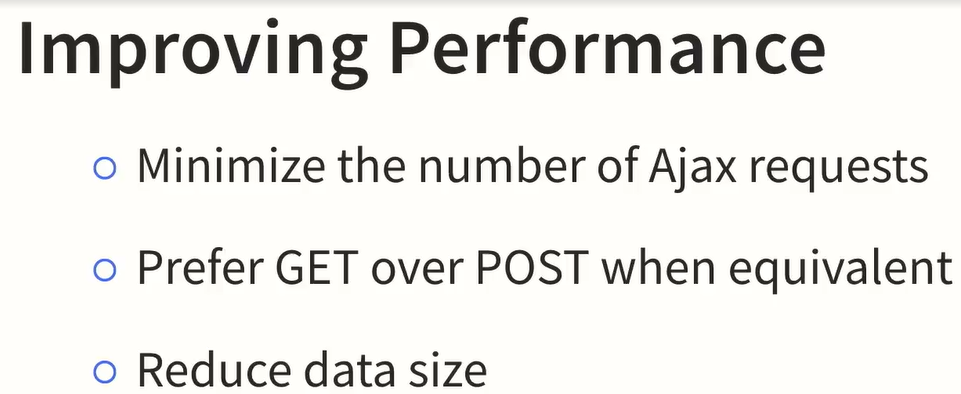 Improving Performance
Minimize the number of Ajax requests
Prefer GET over POST when equivalent
Reduce data size